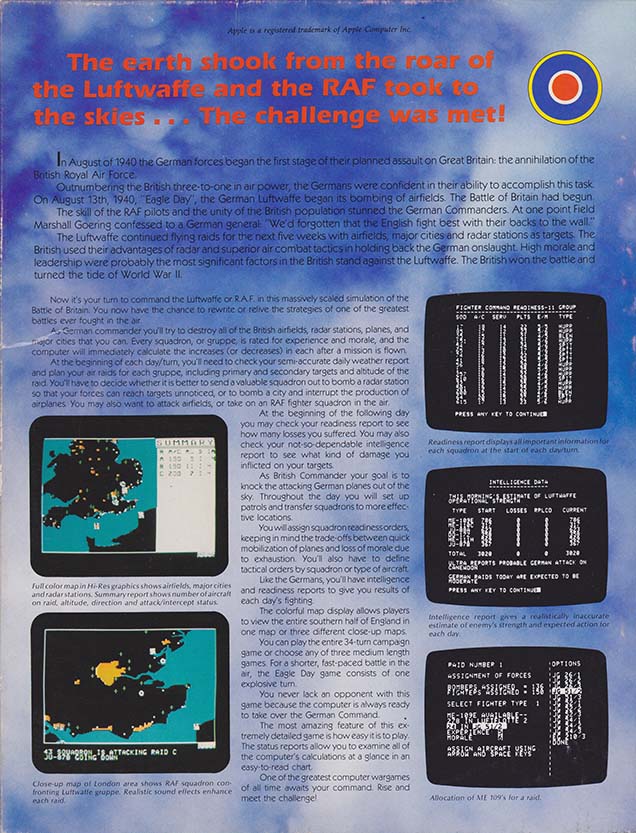 Apple is a registered trademark of Apple Computer Inc.
The earth shook from the roar of
the Luftwaffe and the RAF took to
the skies . . . The challenge was met!
In August of 1940 the German forces began the first stage of their planned assault on Great Britain: the annihilation of the
British Royal Air Force.
Outnumbering the British three-to-one in air power, the Germans were confident in their ability to accomplish this task.
On August 13th, 1940, "Eagle Day", the German Luftwaffe began its bombing of airfields. The Battle of Britain had begun.
The skill of the RAF pilots and the unity of the British population stunned the German Commanders. At one point Field
Marshall Goering confessed to a German general: "We'd forgotten that the English fight best with their backs to the wall."
The Luftwaffe continued flying raids for the next five weeks with airfields, major cities and radar stations as targets. The
British used their advantages of radar and superior air combat tactics in holding back the German onslaught. High morale and
leadership were probably the most significant factors in the British stand against the Luftwaffe. The British won the battle and
turned the tide of World War II.
Now it's your turn to command the Luftwaffe or R.A.F. in this massively scaled simulation of the
Battle of Britain. You now have the chance to rewrite or relive the strategies of one of the greatest
battles ever fought in the air.
As German commander you'll try to destroy all of the British airfields, radar stations, planes, and
major cities that you can. Every squadron, or gruppe, is rated for experience and morale, and the
computer will immediately calculate the increases (or decreases) in each after a mission is flown.
At the beginning of each day/turn, you'll need to check your semi-accurate daily weather report
and plan your air raids for each gruppe, including primary and secondary targets and altitude of the
raid. You'll have to decide whether it is better to send a valuable squadron out to bomb a radar station
so that your forces can reach targets unnoticed, or to bomb a city and interrupt the production of
airplanes. You may also want to attack airfields, or take on an RAF fighter squadron in the air.
At the beginning of the following day
you may check your readiness report to see
how many losses you suffered. You may also
check your not-so-dependable intelligence
report to see what kind of damage you
inflicted on your targets.
As British Commander your goal is to
knock the attacking German planes out of the
sky. Throughout the day you will set up
patrols and transfer squadrons to more effec-
tive locations.
You will assign squadron readiness orders,
keeping in mind the trade-offs between quick
mobilization of planes and loss of morale due
to exhaustion. You'll also have to define
tactical orders by squadron or type of aircraft.
Like the Germans, you'll have intelligence
and readiness reports to give you results of
each day's fighting.
The colorful map display allows players
to view the entire southern half of England in
one map or three different close-up maps.
You can play the entire 34-turn campaign
game or choose any of three medium length
games. For a shorter, fast-paced battle in the
air, the Eagle Day game consists of one
explosive turn.
You never lack an opponent with this
game because the computer is always ready
to take over the German Command.
The most amazing feature of this ex-
tremely detailed game is how easy it is to play.
The status reports allow you to examine all of
the computer's calculations at a glance in an
easy-to-read chart.
One of the greatest computer wargames
of all time awaits your command. Rise and
meet the challenge!
SUMMARY
Full color map in Hi-Res graphics shows airfields, major cities
and radar stations. Summary report shows number of aircraft
on raid, altitude, direction and attack/intercept status.
43 SQUADRON IS ATTACKING RAID C
JU-87B GOING DOWN
Close-up map of London area shows RAF squadron con-
fronting Luftwaffe gruppe. Realistic sound effects enhance
each raid.
FIGHTER COMMAND READINESS-11 GROUP
SQD A-C SERV PLTS E/M TYPE
PRESS ANY KEY TO CONTINUE
Readiness report displays all important information for
each squadron at the start of each day/turn.
INTELLIGENCE DATA
THIS MORNING'S ESTIMATE OF LUFTWAFFE
OPERATIONAL STRENGTH
TYPE START LOSSES RPLCD CURRENT
TOTAL 3020 0 0 3020
ULTRA REPORTS PROBABLE GERMAN ATTACK ON
CANEWDON
GERMAN RAIDS TODAY ARE EXPECTED TO BE
MODERATE
PRESS ANY KEY TO CONTINUE
Intelligence report gives a realistically inaccurate
estimate of enemy's strength and expected action for
each day.
RAID NUMBER 1
OPTIONS
ASSIGNMENT OF FORCES
BOMBERS ASSIGNED = 136
SELECT FIGHTER TYPE 1
ME-109E AVAILABLE
EXPERIENCE
MORALE
DONE
ASSIGN AIRCRAFT USING
ARROW AND SPACE KEYS
Allocation of ME 109's for a raid.